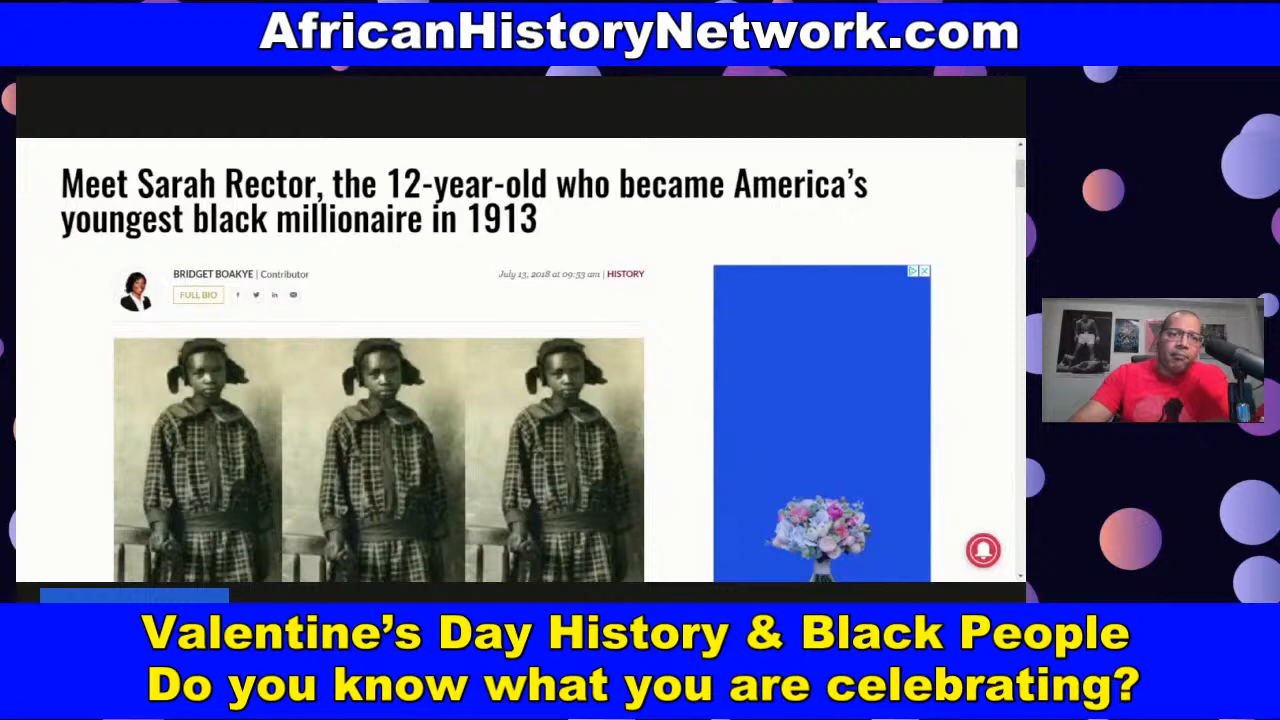 AfricanHistoryNetwork.com
Meet Sarah Rector, the 12-year-old who became America's
youngest black millionaire in 1913
BRIDGET BOAKYE | Contributor
July 13, 2018 at 09:53 am | HISTORY
FULL BIO
Valentine's Day History & Black People
Do you know what you are celebrating?